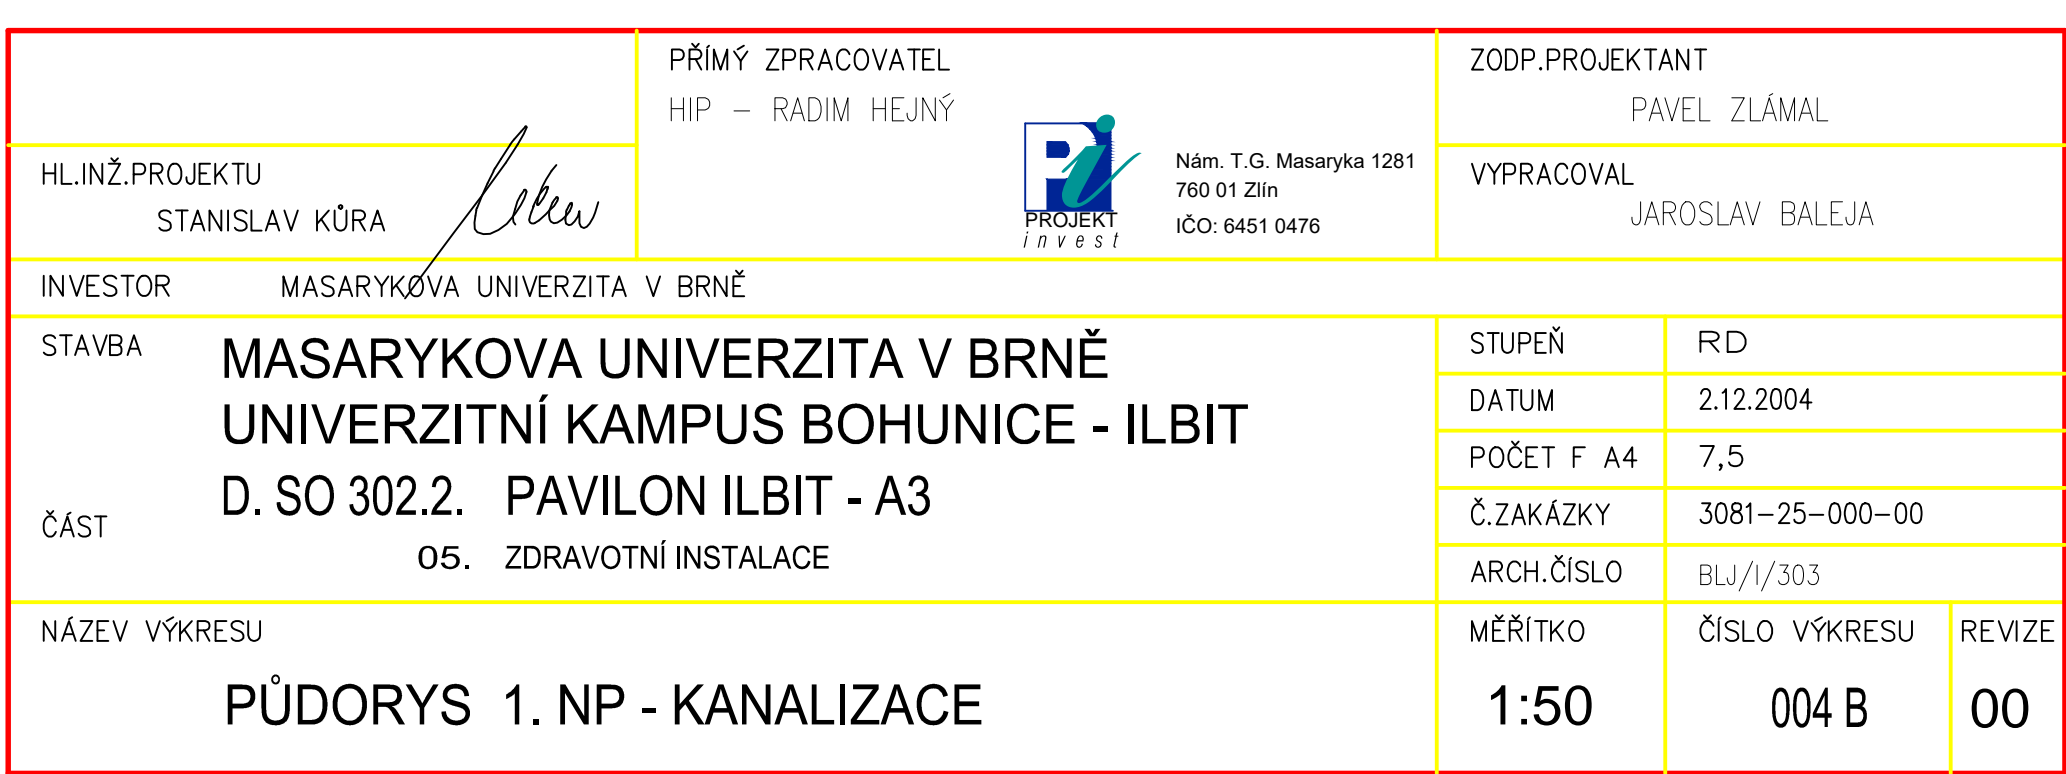 PŘÍMÝ ZPRACOVATEL
HIP – RADIM HEJNÝ
PROJEKT
invest
Nám. T.G. Masaryka 1281
760 01 Zlín
IČO: 6451 0476
ZODP.PROJEKTANT
PAVEL ZLÁMAL
HL.INŽ.PROJEKTU
STANISLAV KŮRA
VYPRACOVAL
JAROSLAV BALEJA
INVESTOR MASARYKOVA UNIVERZITA V BRNĚ
STAVBA MASARYKOVA UNIVERZITA V BRNĚ
UNIVERZITNÍ KAMPUS BOHUNICE - ILBIT
D. SO 302.2. PAVILON ILBIT - A3
ČÁST
05. ZDRAVOTNÍ INSTALACE
STUPEŇ RD
DATUM 2.12.2004
POČET F A4 7,5
Č.ZAKÁZKY 3081-25-000-00
ARCH.ČÍSLO BLJ/I/303
NÁZEV VÝKRESU
PŮDORYS 1. NP - KANALIZACE
MĚŘÍTKO
1:50
ČÍSLO VÝKRESU
004 B
REVIZE
00